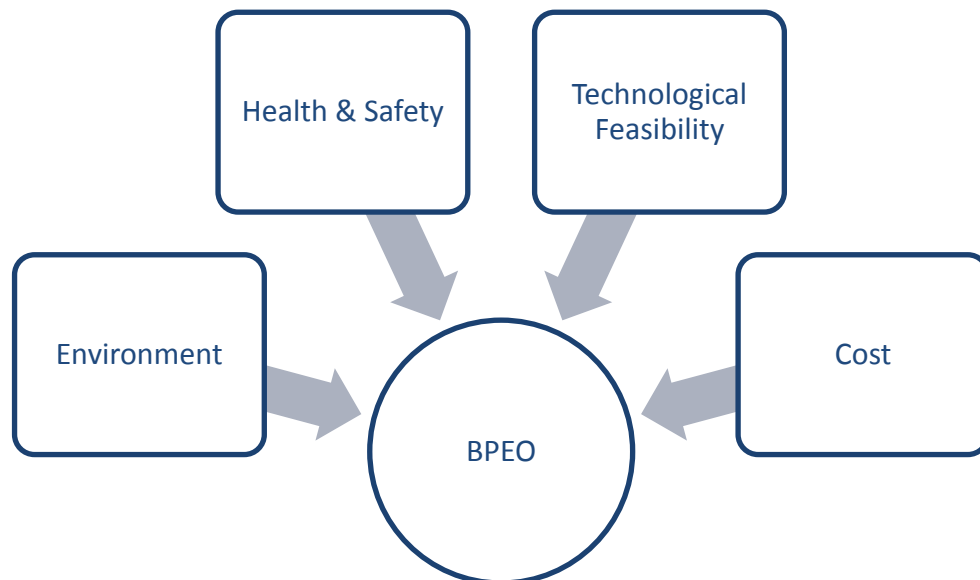 Health & Safety
Technological
Feasibility
Environment
Cost
BPEO